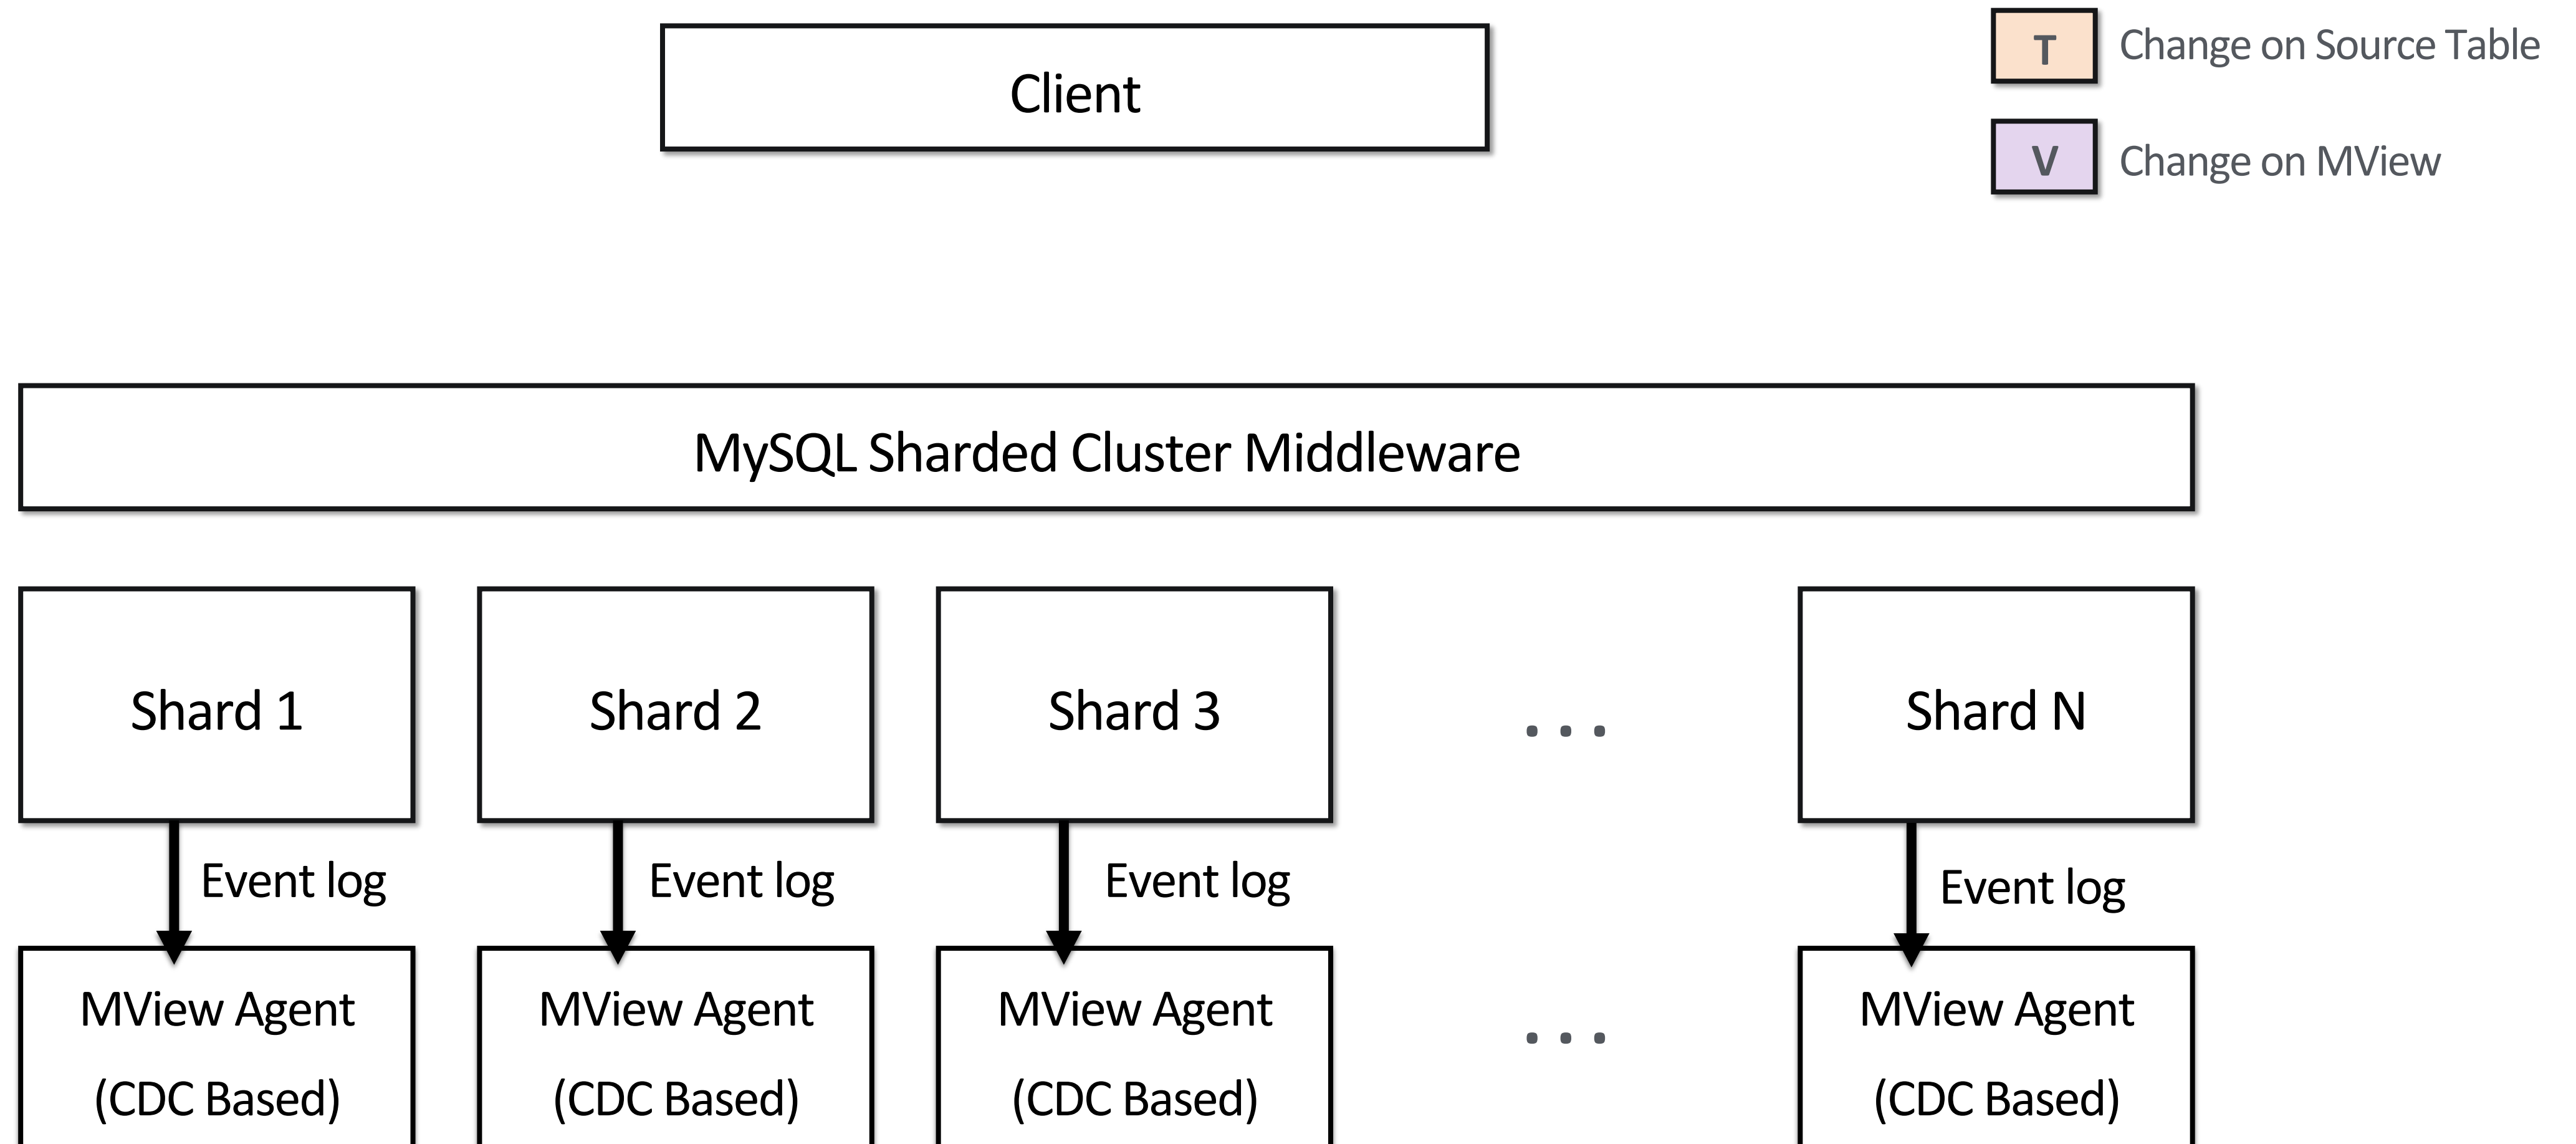 Client
T
Change on Source Table
V
Change on MView
MySQL Sharded Cluster Middleware
Shard 1
Shard 2
Shard 3
...
Shard N
Event log
Event log
Event log
Event log
MView Agent
(CDC Based)
MView Agent
(CDC Based)
MView Agent
(CDC Based)
...
MView Agent
(CDC Based)